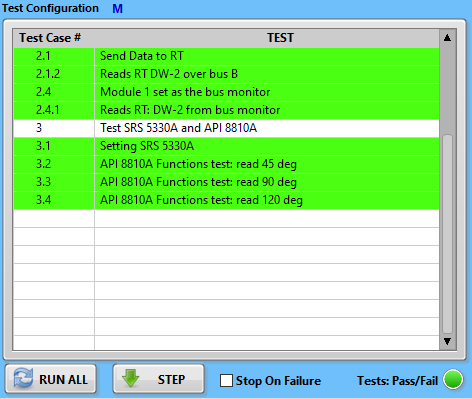 Test Configuration M
Test Case # TEST
2.1 Send Data to RT
2.1.2 Reads RT DW-2 over bus B
2.4 Module 1 set as the bus monitor
2.4.1 Reads RT: DW-2 from bus monitor
3 Test SRS 5330A and API 8810A
3.1 Setting SRS 5330A
3.2 API 8810A Functions test: read 45 deg
3.3 API 8810A Functions test: read 90 deg
3.4 API 8810A Functions test: read 120 deg
RUN ALL STEP Stop On Failure Tests: Pass/Fail